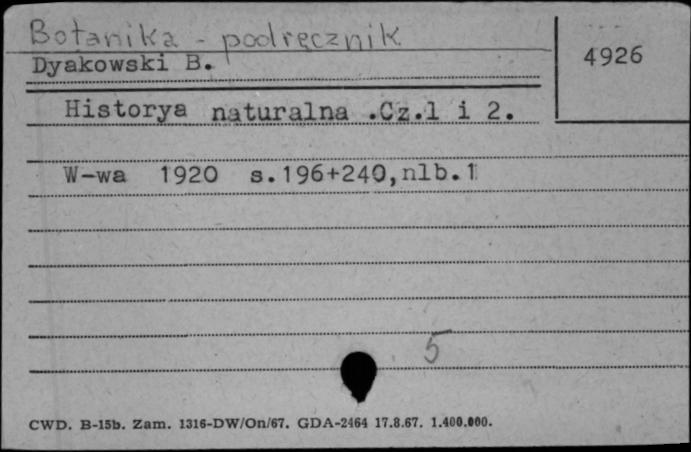 Botanika - podręcznik
4926
Dyakowski B.
Historya naturalna .Cz.1 i 2.
W-wa 1920 s.196+240,nlb.1
5
CWD. B-15b. Zam. 1316-DW/On/67. GDA-2464 17.8.67. 1.400.000.